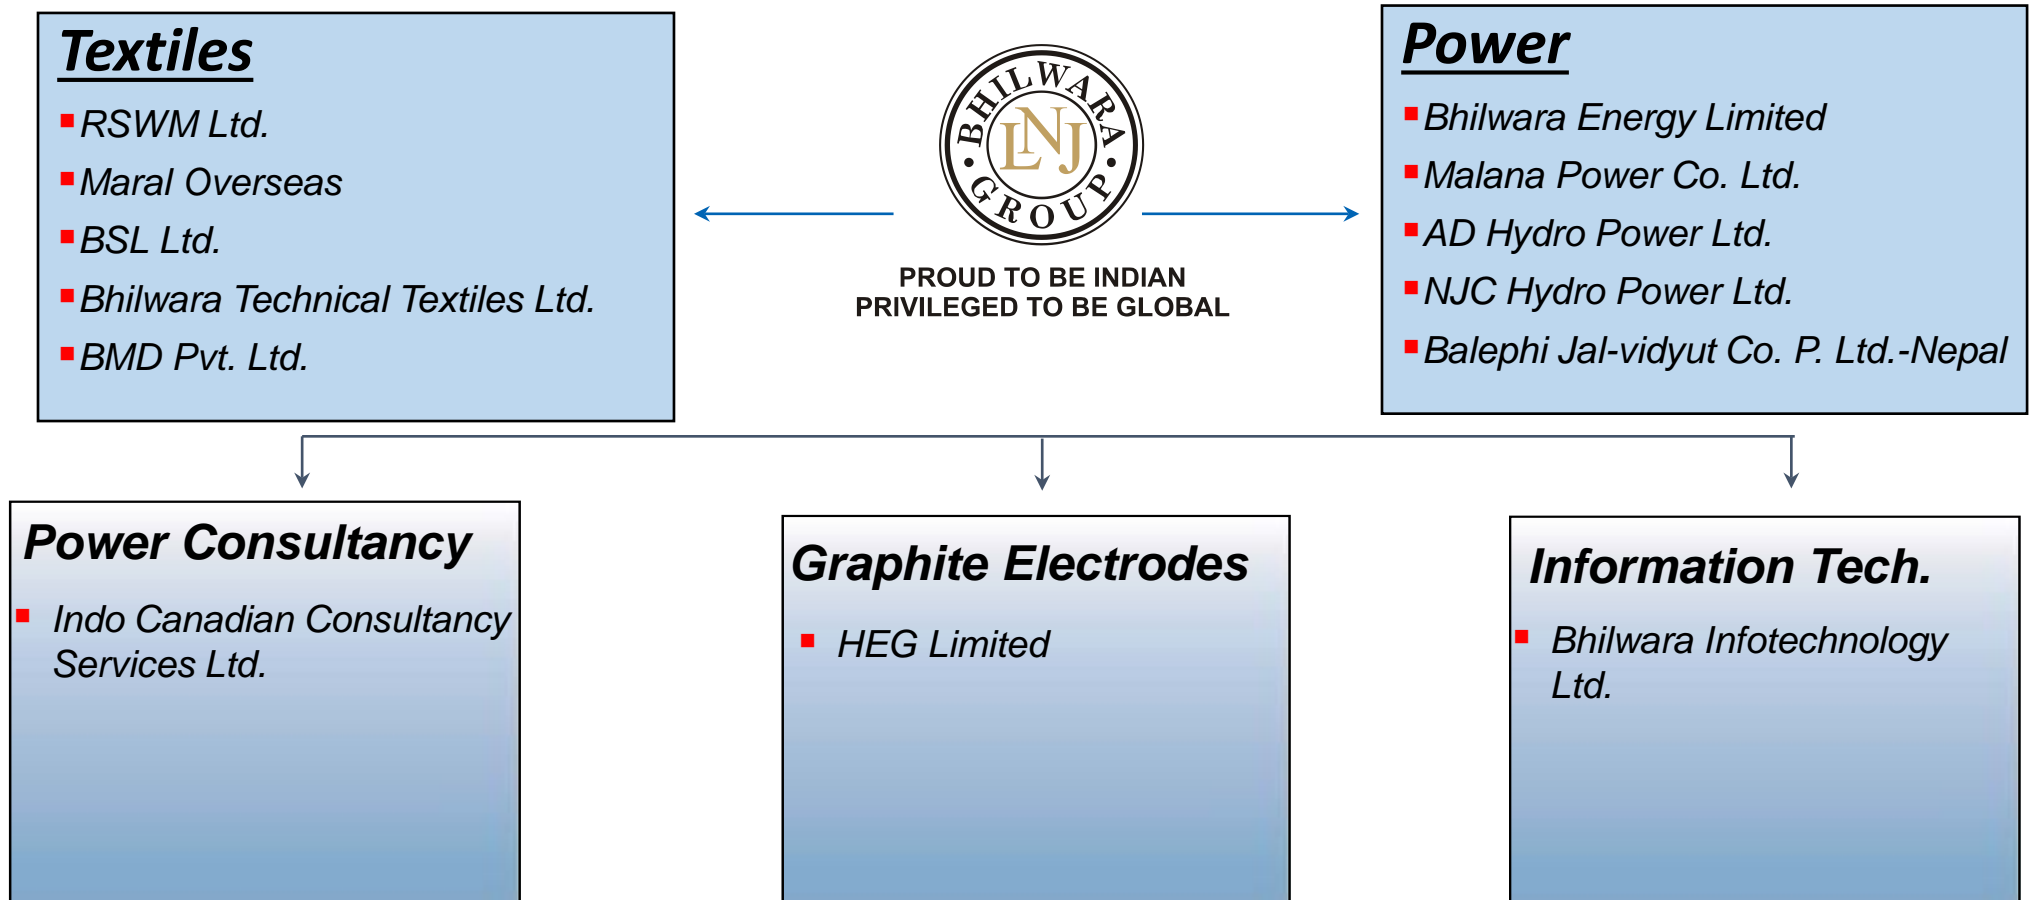 Textiles
RSWM Ltd.
Maral Overseas
BSL Ltd.
Bhilwara Technical Textiles Ltd.
BMD Pvt. Ltd.
BHILWARA
LNJ
GROUP
PROUD TO BE INDIAN
PRIVILEGED TO BE GLOBAL
Power
Bhilwara Energy Limited
Malana Power Co. Ltd.
AD Hydro Power Ltd.
NJC Hydro Power Ltd.
Balephi Jal-vidyut Co. P. Ltd.-Nepal
Power Consultancy
Indo Canadian Consultancy
Services Ltd.
Graphite Electrodes
HEG Limited
Information Tech.
Bhilwara Infotechnology
Ltd.